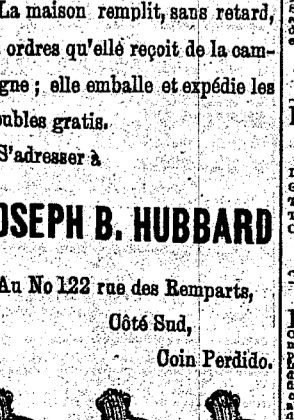 La maison remplit, sans retard,
ordres qu'elle reçoit de la cam-
gne ; elle emballe et expédie les
ubles gratis.
S'adresser à
OSEPH B. HUBBARD
Au No 122 rue des Remparts,
Côté Sud,
Coin Perdido.